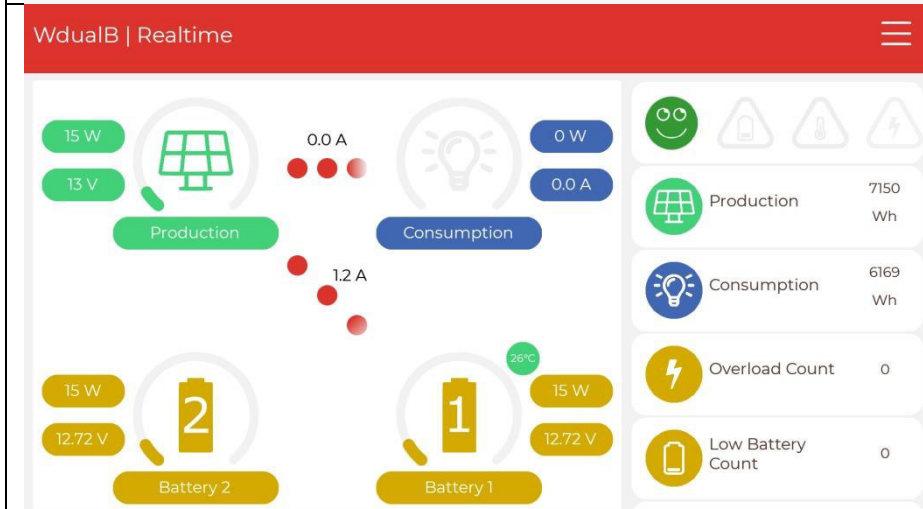 WdualB | Realtime
15 W
13 V
Production
0.0 A
0 W
0.0 A
Consumption
1.2 A
15 W
12.72 V
2
Battery 2
26°C
1
15 W
12.72 V
Battery 1
Production
7150
Wh
Consumption
6169
Wh
Overload Count
0
Low Battery
Count
0